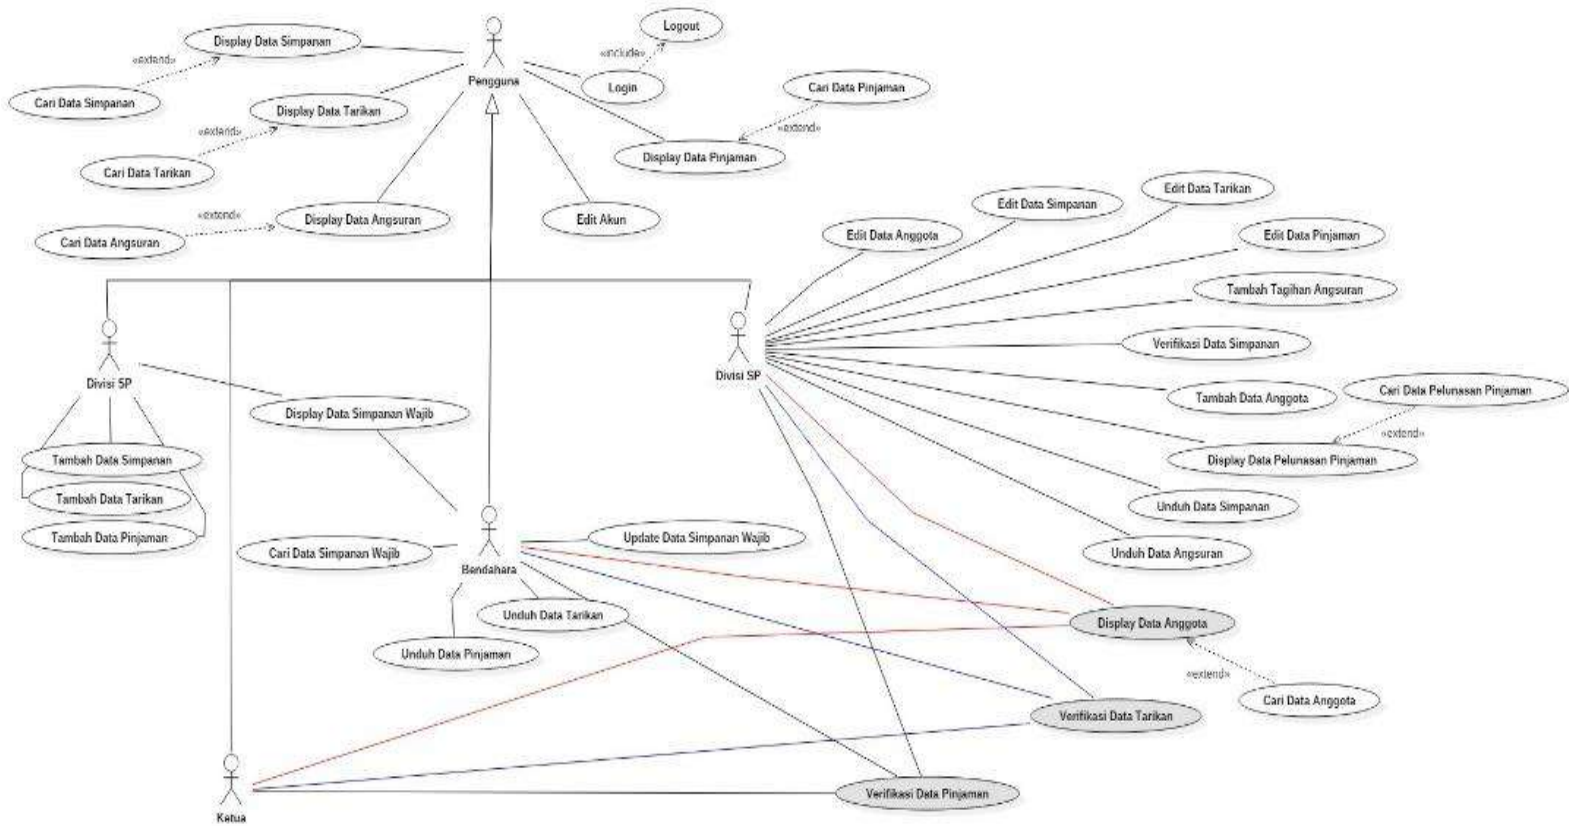 Logout
Display Data Simpanan
«include»
«extend»
Pengguna
Login
Cari Data Pinjaman
Cari Data Simpanan
Display Data Tarikan
«extend»
«extend»
Display Data Pinjaman
Cari Data Tarikan
Edit Data Tarikan
Edit Data Simpanan
«extend»
Display Data Angsuran
Edit Akun
Edit Data Anggota
Edit Data Pinjaman
Cari Data Angsuran
Tambah Tagihan Angsuran
Verifikasi Data Simpanan
Divisi SP
Divisi SP
Cari Data Pelunasan Pinjaman
Tambah Data Anggota
Display Data Simpanan Wajib
«extend»
Tambah Data Simpanan
Display Data Pelunasan Pinjaman
Tambah Data Tarikan
Unduh Data Simpanan
Tambah Data Pinjaman
Update Data Simpanan Wajib
Cari Data Simpanan Wajib
Unduh Data Angsuran
Bendahara
Unduh Data Tarikan
Display Data Anggota
Unduh Data Pinjaman
«extend»
Cari Data Anggota
Verifikasi Data Tarikan
Verifikasi Data Pinjaman
Ketua